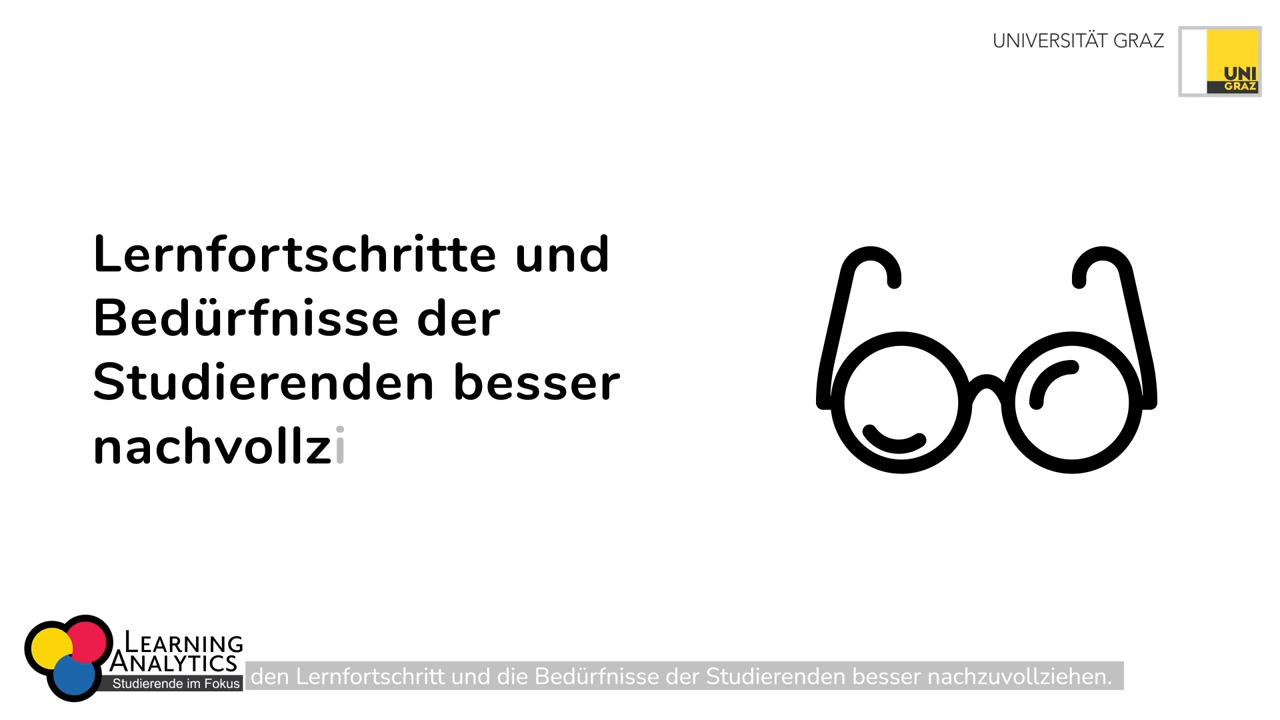 UNIVERSITÄT GRAZ
UNI
GRAZ
Lernfortschritte und
Bedürfnisse der
Studierenden besser
nachvollzi
LEARNING
ANALYTICS
Studierende im Fokus
den Lernfortschritt und die Bedürfnisse der Studierenden besser nachzuvollziehen.